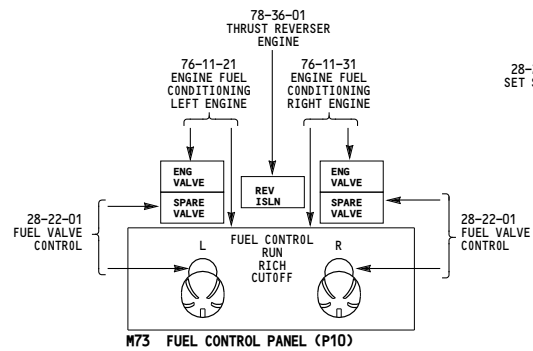 78-36-01
THRUST REVERSER
ENGINE
76-11-21
ENGINE FUEL
CONDITIONING
LEFT ENGINE
76-11-31
ENGINE FUEL
CONDITIONING
RIGHT ENGINE
28-
SET S
ENG
VALVE
SPARE
VALVE
REV
ISLN
ENG
VALVE
SPARE
VALVE
28-22-01
FUEL VALVE
CONTROL
28-22-01
FUEL VALVE
CONTROL
L
FUEL CONTROL
RUN
RICH
CUTOFF
R
M73 FUEL CONTROL PANEL (P10)